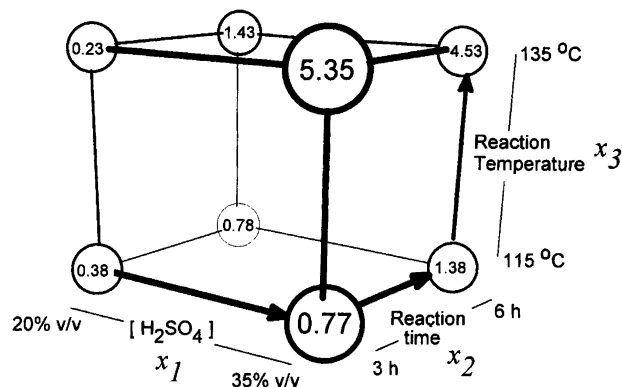 1.43
0.23
5.35
4.53
135 °C
Reaction
Temperature
x₃
0.78
0.38
1.38
115 °C
0.77
20% v/v
[ H₂SO₄ ]
x₁
35% v/v
3 h
Reaction
time
x₂
6 h